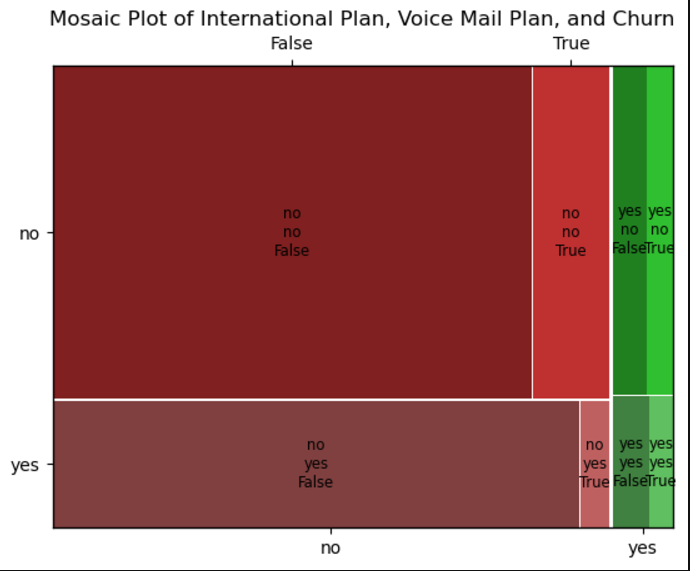 Mosaic Plot of International Plan, Voice Mail Plan, and Churn
False True
no
no
no
False
no
no
True
yes
no
False
yes
no
True
yes
no
yes
False
no
yes
True
yes
yes
False
yes
yes
True
no yes